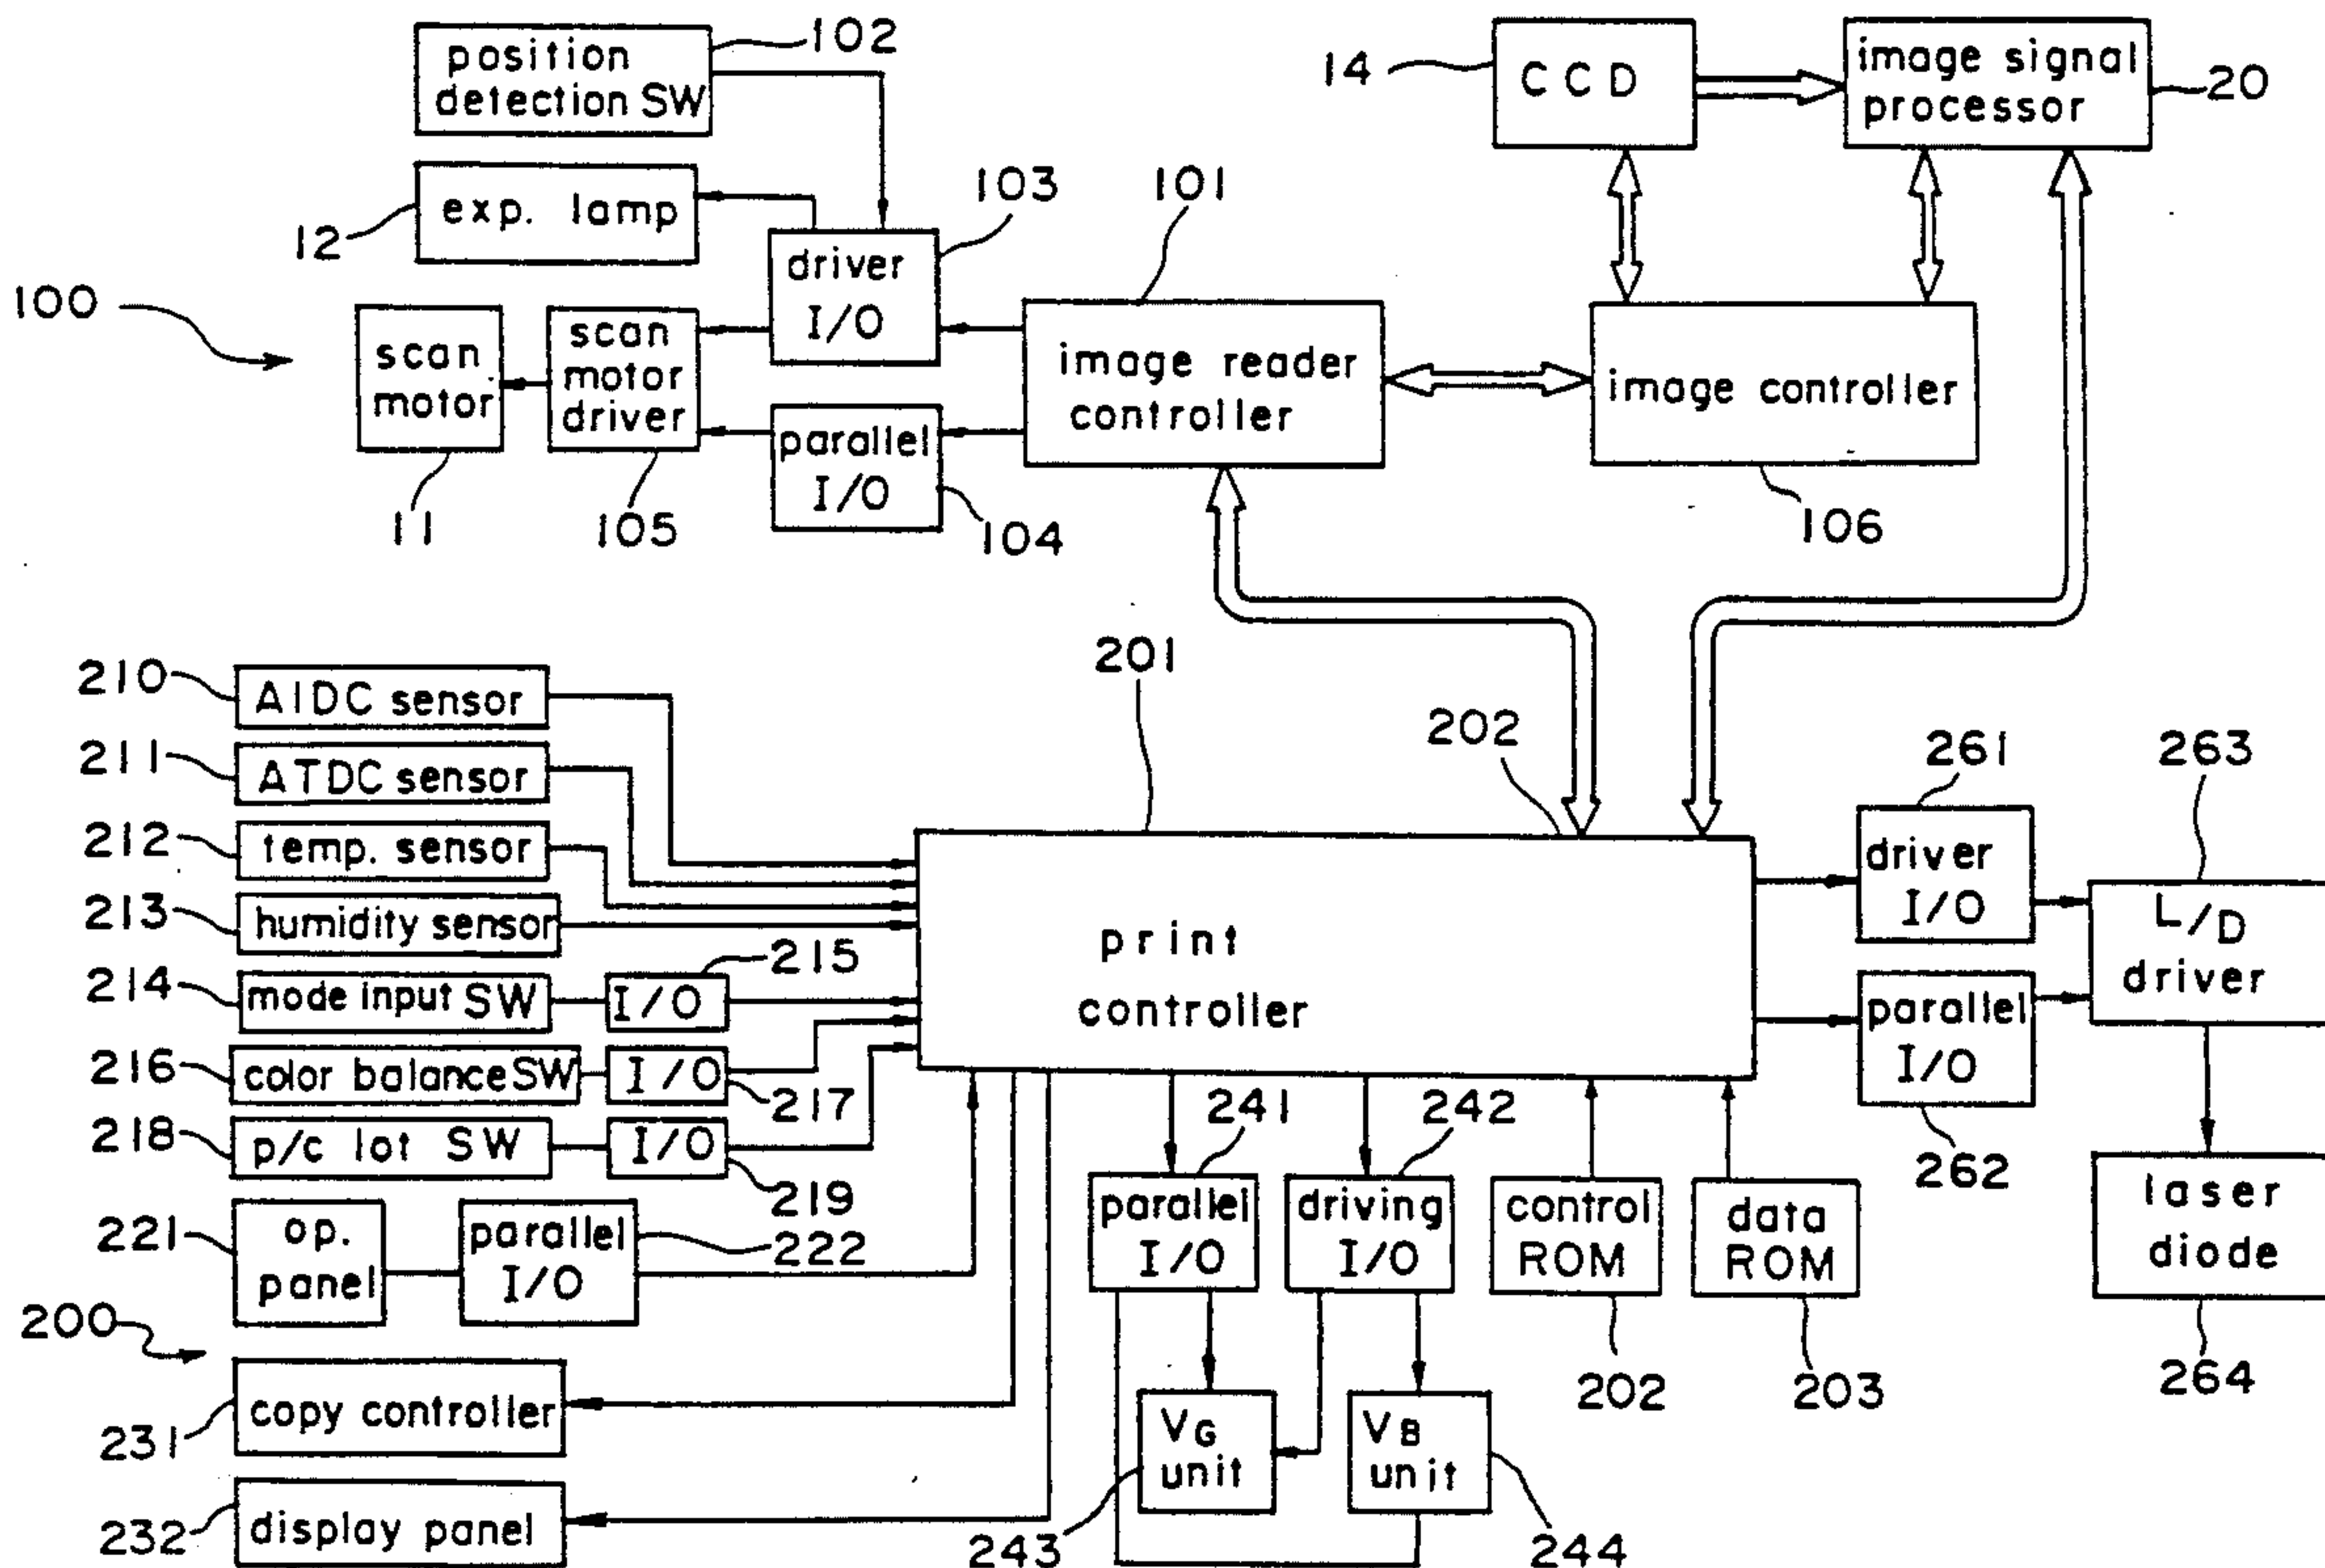 102
position
detection SW
14
CCD
image signal
processor
20
exp. lamp
12
103
driver
I/O
101
100
scan
motor
11
scan
motor
driver
105
parallel
I/O
104
image reader
controller
image controller
106
201
202
210
AIDC sensor
211
ATDC sensor
212
temp. sensor
213
humidity sensor
214
mode input SW
215
I/O
216
color balance SW
I/O
217
218
p/c lot SW
I/O
219
221
op.
panel
parallel
I/O
222
200
231
copy controller
232
display panel
print
controller
241
parallel
I/O
242
driving
I/O
control
ROM
202
data
ROM
203
VG
unit
243
VB
unit
244
261
driver
I/O
parallel
I/O
262
263
L/D
driver
laser
diode
264